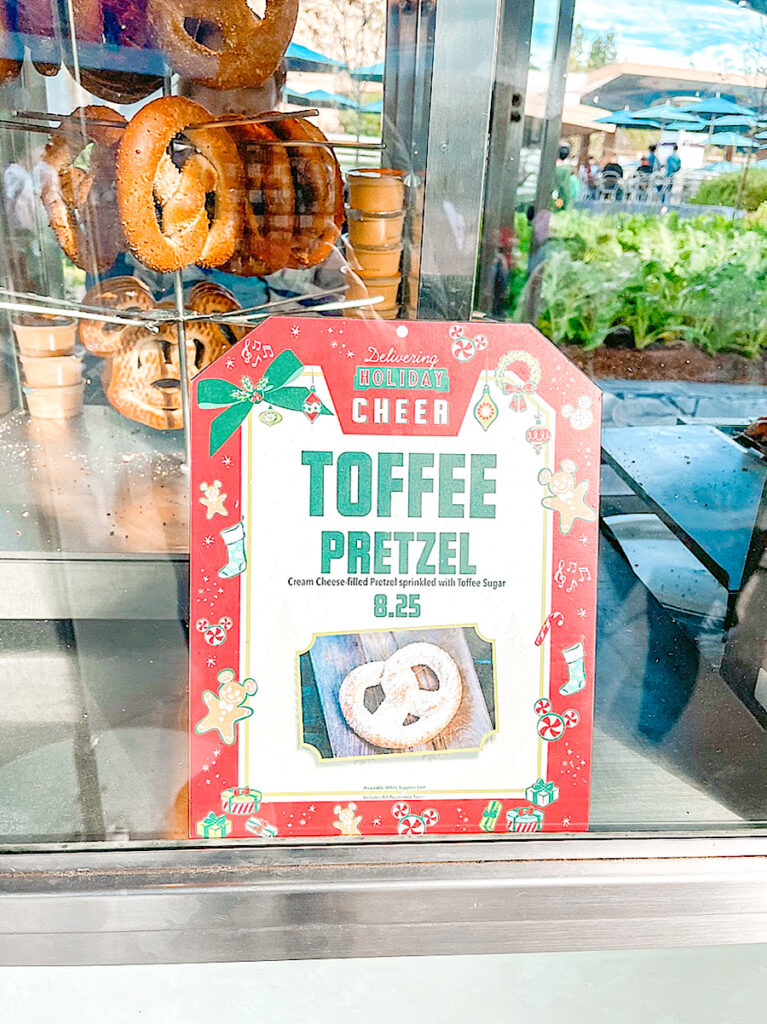 Delivering
HOLIDAY
CHEER
TOFFEE
PRETZEL
Cream Cheese-filled Pretzel sprinkled with Toffee Sugar
8.25
Available While Supplies Last